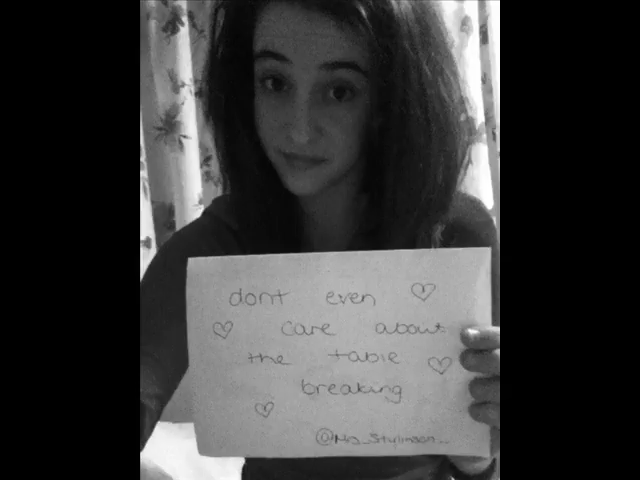 dont even
care about
the table
breaking